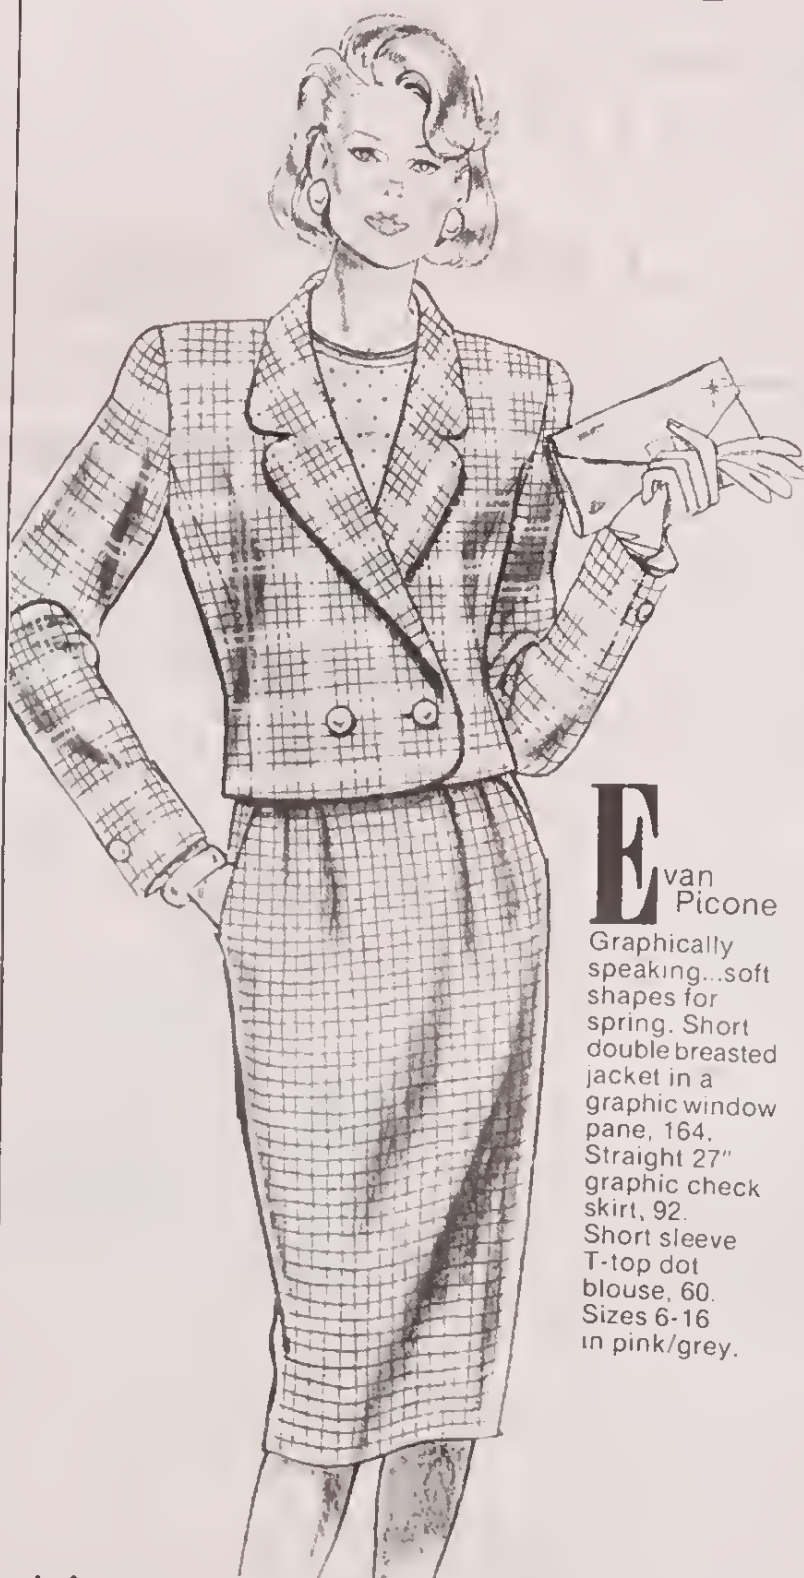 Evan
Picone
Graphically
speaking...soft
shapes for
spring. Short
double breasted
jacket in a
graphic window
pane, 164.
Straight 27"
graphic check
skirt, 92.
Short sleeve
T-top dot
blouse, 60.
Sizes 6-16
in pink/grey.